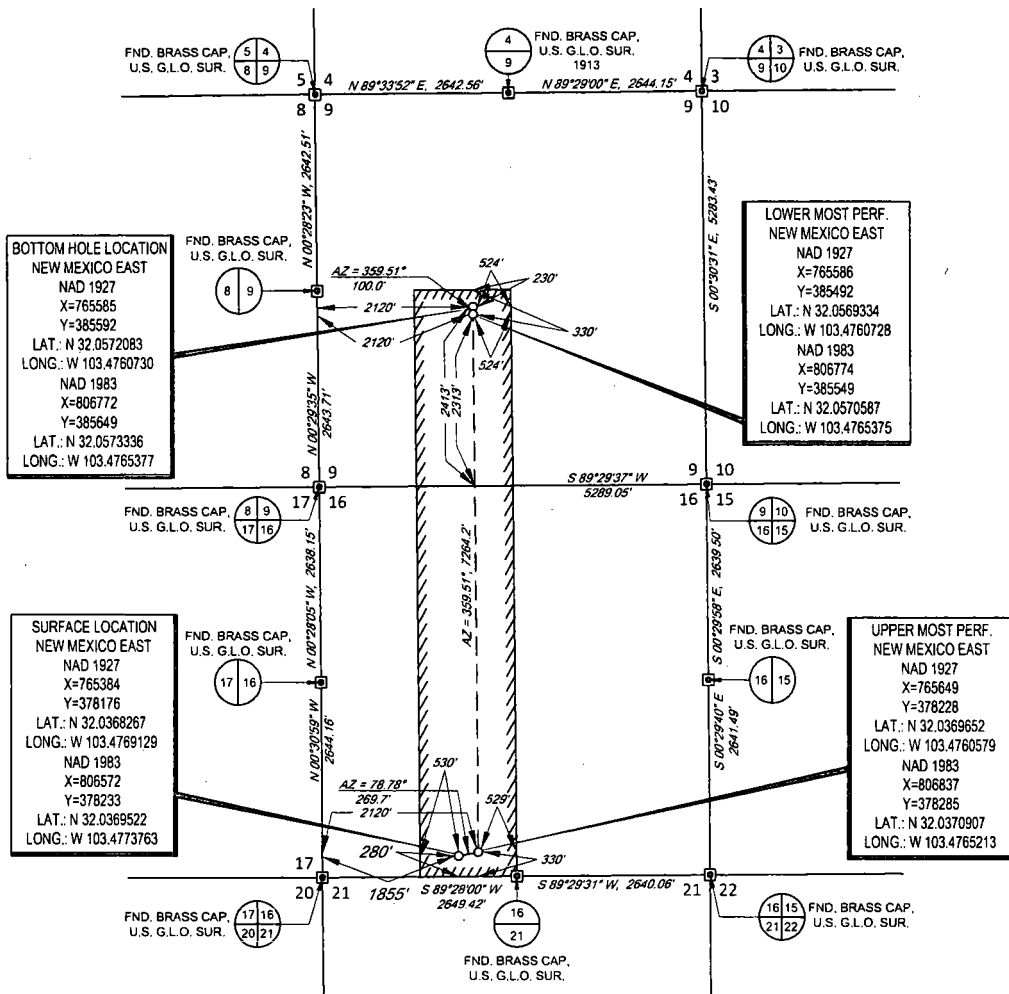 FND. BRASS CAP,
U.S. G.L.O. SUR.
5 4
8 9
5 4
8 9
N 89°33'52" E, 2642.56'
4
9
FND. BRASS CAP,
U.S. G.L.O. SUR.
1913
N 89°29'00" E, 2644.15'
4 3
9 10
4 3
9 10
FND. BRASS CAP,
U.S. G.L.O. SUR.
N 00°28'23" W, 2642.51'
S 00°30'31" E, 5283.43'
BOTTOM HOLE LOCATION
NEW MEXICO EAST
NAD 1927
X=765585
Y=385592
LAT.: N 32.0572083
LONG.: W 103.4760730
NAD 1983
X=806772
Y=385649
LAT.: N 32.0573336
LONG.: W 103.4765377
FND. BRASS CAP,
U.S. G.L.O. SUR.
8 9
AZ = 359.51°
100.0'
524'
230'
2120'
2120'
330'
524'
2413'
2313'
LOWER MOST PERF.
NEW MEXICO EAST
NAD 1927
X=765586
Y=385492
LAT.: N 32.0569334
LONG.: W 103.4760728
NAD 1983
X=806774
Y=385549
LAT.: N 32.0570587
LONG.: W 103.4765375
N 00°29'35" W
2643.71'
8 9
17 16
S 89°29'37" W
5289.05'
9 10
16 15
FND. BRASS CAP,
U.S. G.L.O. SUR.
8 9
17 16
9 10
16 15
FND. BRASS CAP,
U.S. G.L.O. SUR.
N 00°28'05" W, 2638.15'
AZ = 359.51°, 7264.2'
S 00°29'58" E, 2639.50'
SURFACE LOCATION
NEW MEXICO EAST
NAD 1927
X=765384
Y=378176
LAT.: N 32.0368267
LONG.: W 103.4769129
NAD 1983
X=806572
Y=378233
LAT.: N 32.0369522
LONG.: W 103.4773763
FND. BRASS CAP,
U.S. G.L.O. SUR.
17 16
FND. BRASS CAP,
U.S. G.L.O. SUR.
16 15
UPPER MOST PERF.
NEW MEXICO EAST
NAD 1927
X=765649
Y=378228
LAT.: N 32.0369652
LONG.: W 103.4760579
NAD 1983
X=806837
Y=378285
LAT.: N 32.0370907
LONG.: W 103.4765213
N 00°30'59" W
2644.16'
S 00°29'40" E
2641.49'
530'
AZ = 78.78°
269.7'
2120'
529'
280'
330'
1855'
17
20 21
S 89°28'00" W
2649.42'
S 89°29'31" W, 2640.06'
21 22
FND. BRASS CAP,
U.S. G.L.O. SUR.
17 16
20 21
16
21
FND. BRASS CAP,
U.S. G.L.O. SUR.
16 15
21 22
FND. BRASS CAP,
U.S. G.L.O. SUR.